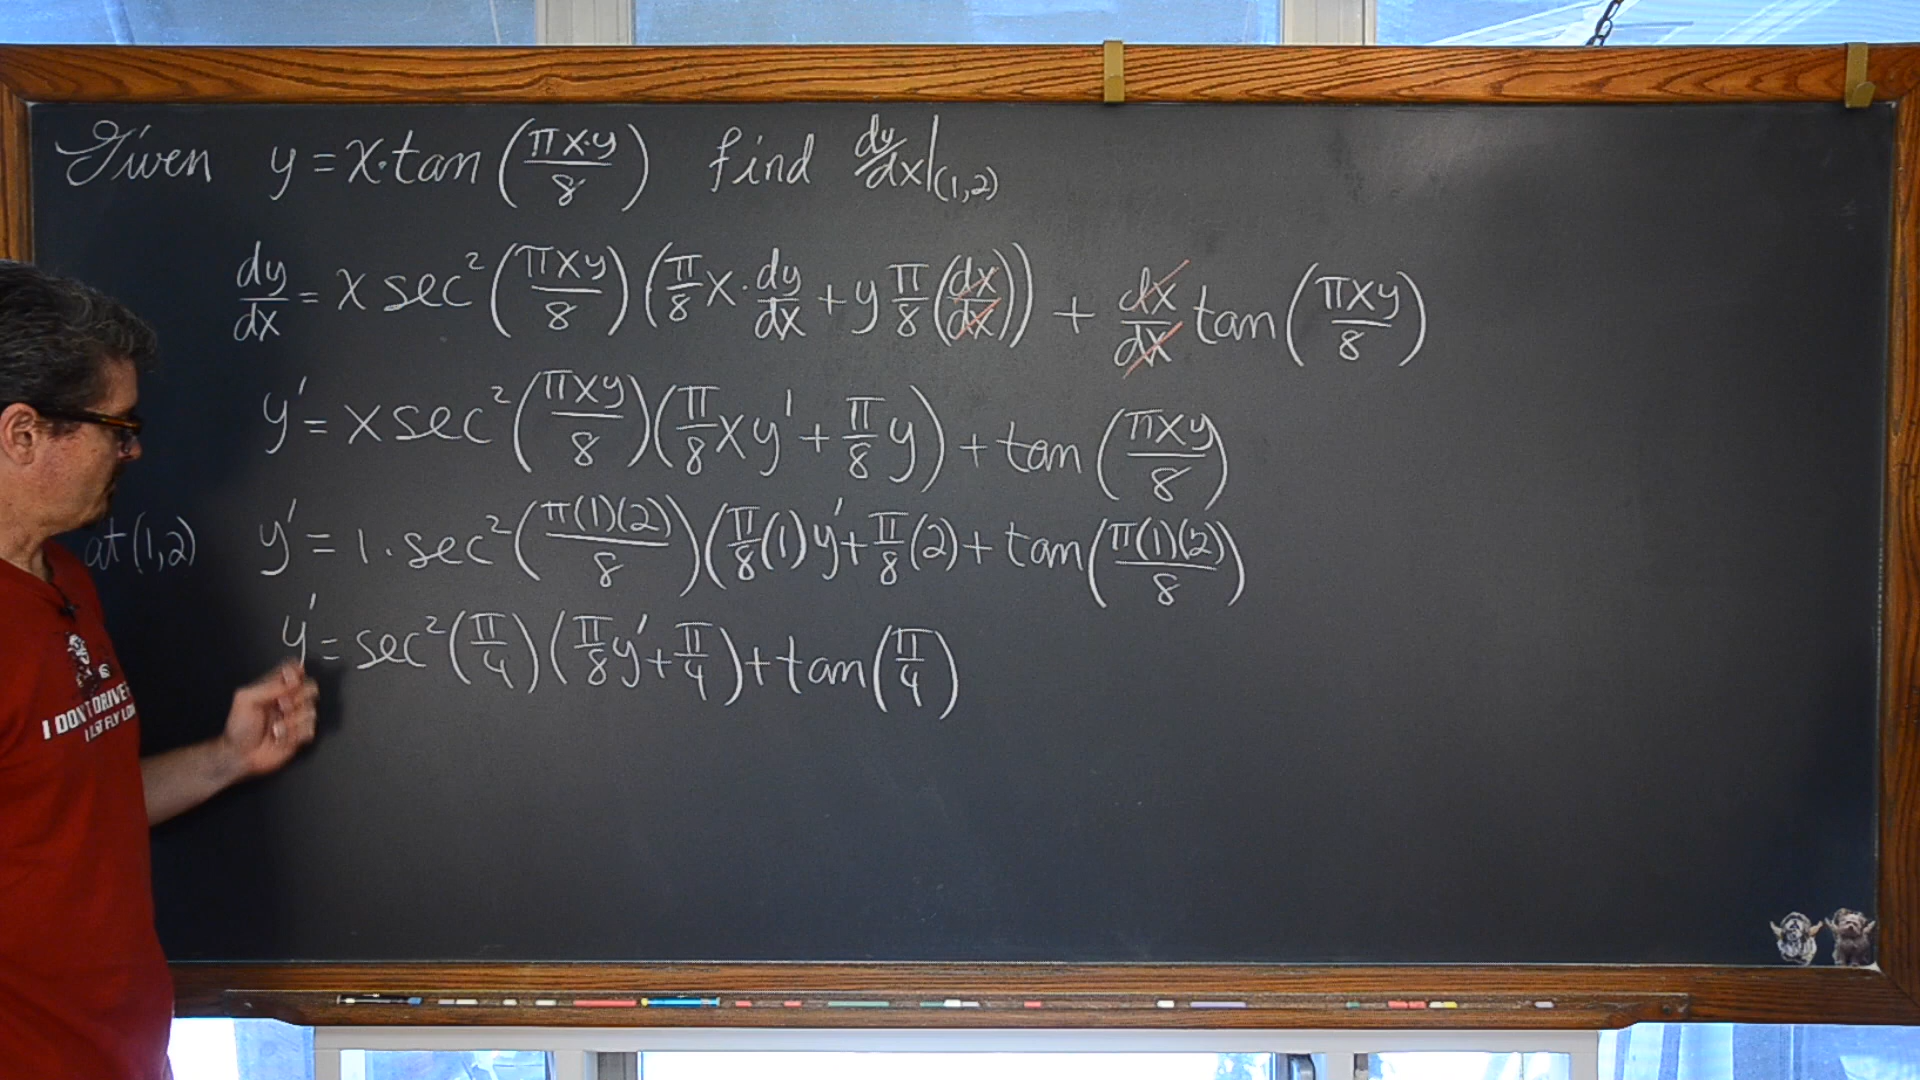 Given y = x·tan(πx·y/8) find dy/dx|(1,2)
dy/dx = x sec²(πxy/8)(π/8 x · dy/dx + y π/8 (dx/dx)) + dx/dx tan(πxy/8)
y' = x sec²(πxy/8)(π/8 xy' + π/8 y) + tan(πxy/8)
at (1,2) y' = 1 · sec²(π(1)(2)/8)(π/8 (1) y' + π/8 (2) + tan(π(1)(2)/8)
y' = sec²(π/4)(π/8 y' + π/4) + tan(π/4)
I DON'T DRIVE